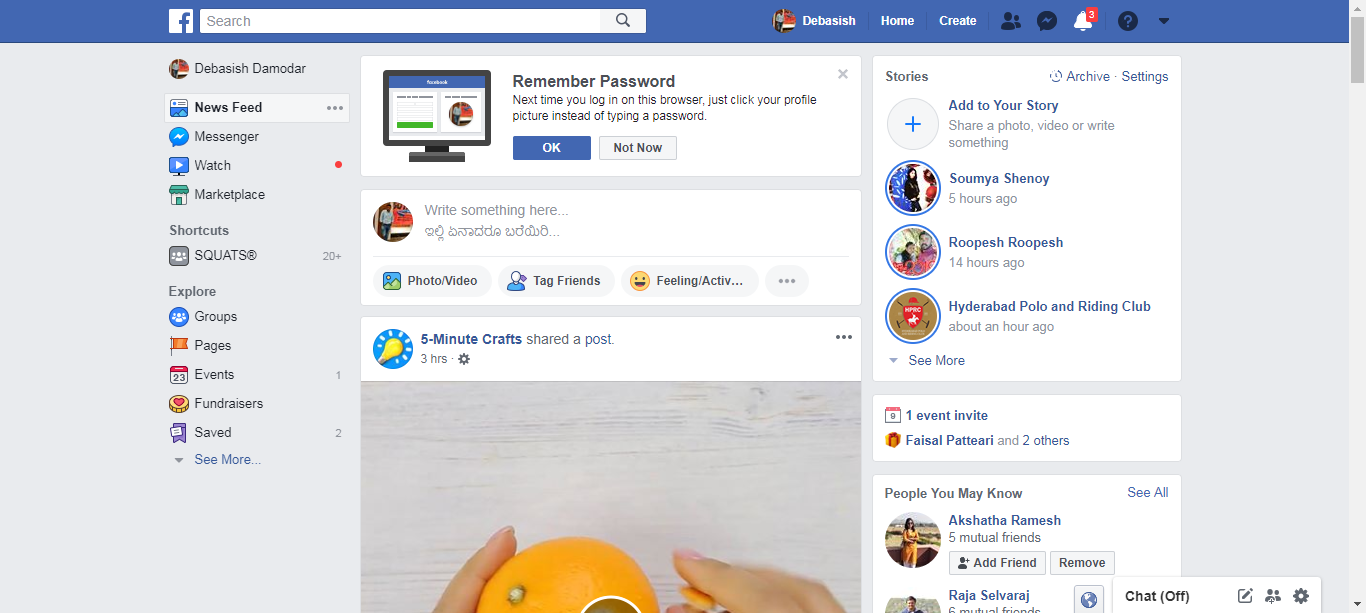 Search
Debasish
Home
Create
3
Debasish Damodar
News Feed
Messenger
Watch
Marketplace
Shortcuts
SQUATS®
20+
Explore
Groups
Pages
23
Events
1
Fundraisers
Saved
2
See More...
facebook
Remember Password
Next time you log in on this browser, just click your profile
picture instead of typing a password.
OK
Not Now
Write something here...
ಇಲ್ಲಿ ಏನಾದರೂ ಬರೆಯಿರಿ...
Photo/Video
Tag Friends
Feeling/Activ...
5-Minute Crafts shared a post.
3 hrs ·
Stories
Archive · Settings
Add to Your Story
Share a photo, video or write
something
Soumya Shenoy
5 hours ago
Roopesh Roopesh
14 hours ago
HPRC
Hyderabad Polo and Riding Club
about an hour ago
See More
9
1 event invite
Faisal Patteari and 2 others
People You May Know
See All
Akshatha Ramesh
5 mutual friends
Add Friend
Remove
Raja Selvaraj
6 mutual friends
Chat (Off)